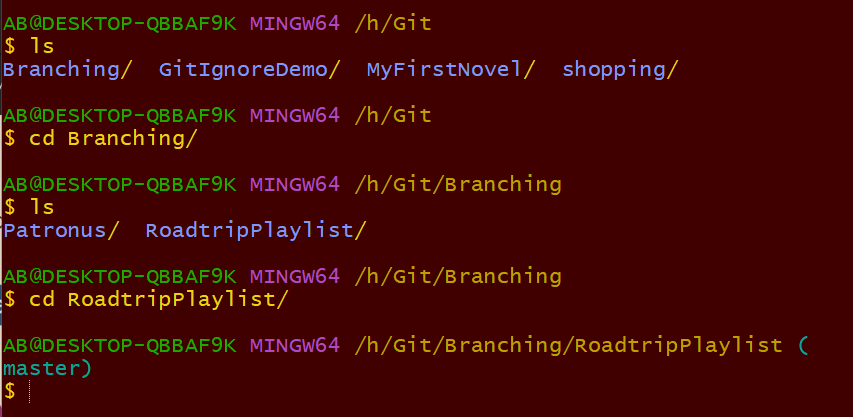 AB@DESKTOP-QBBAF9K MINGW64 /h/Git
$ ls
Branching/  GitIgnoreDemo/  MyFirstNovel/  shopping/
AB@DESKTOP-QBBAF9K MINGW64 /h/Git
$ cd Branching/
AB@DESKTOP-QBBAF9K MINGW64 /h/Git/Branching
$ ls
Patronus/  RoadtripPlaylist/
AB@DESKTOP-QBBAF9K MINGW64 /h/Git/Branching
$ cd RoadtripPlaylist/
AB@DESKTOP-QBBAF9K MINGW64 /h/Git/Branching/RoadtripPlaylist (
master)
$